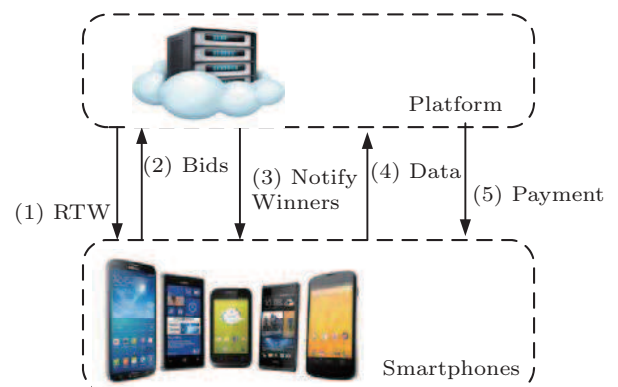 Platform
(2) Bids
(3) Notify
Winners
(4) Data
(5) Payment
(1) RTW
Smartphones